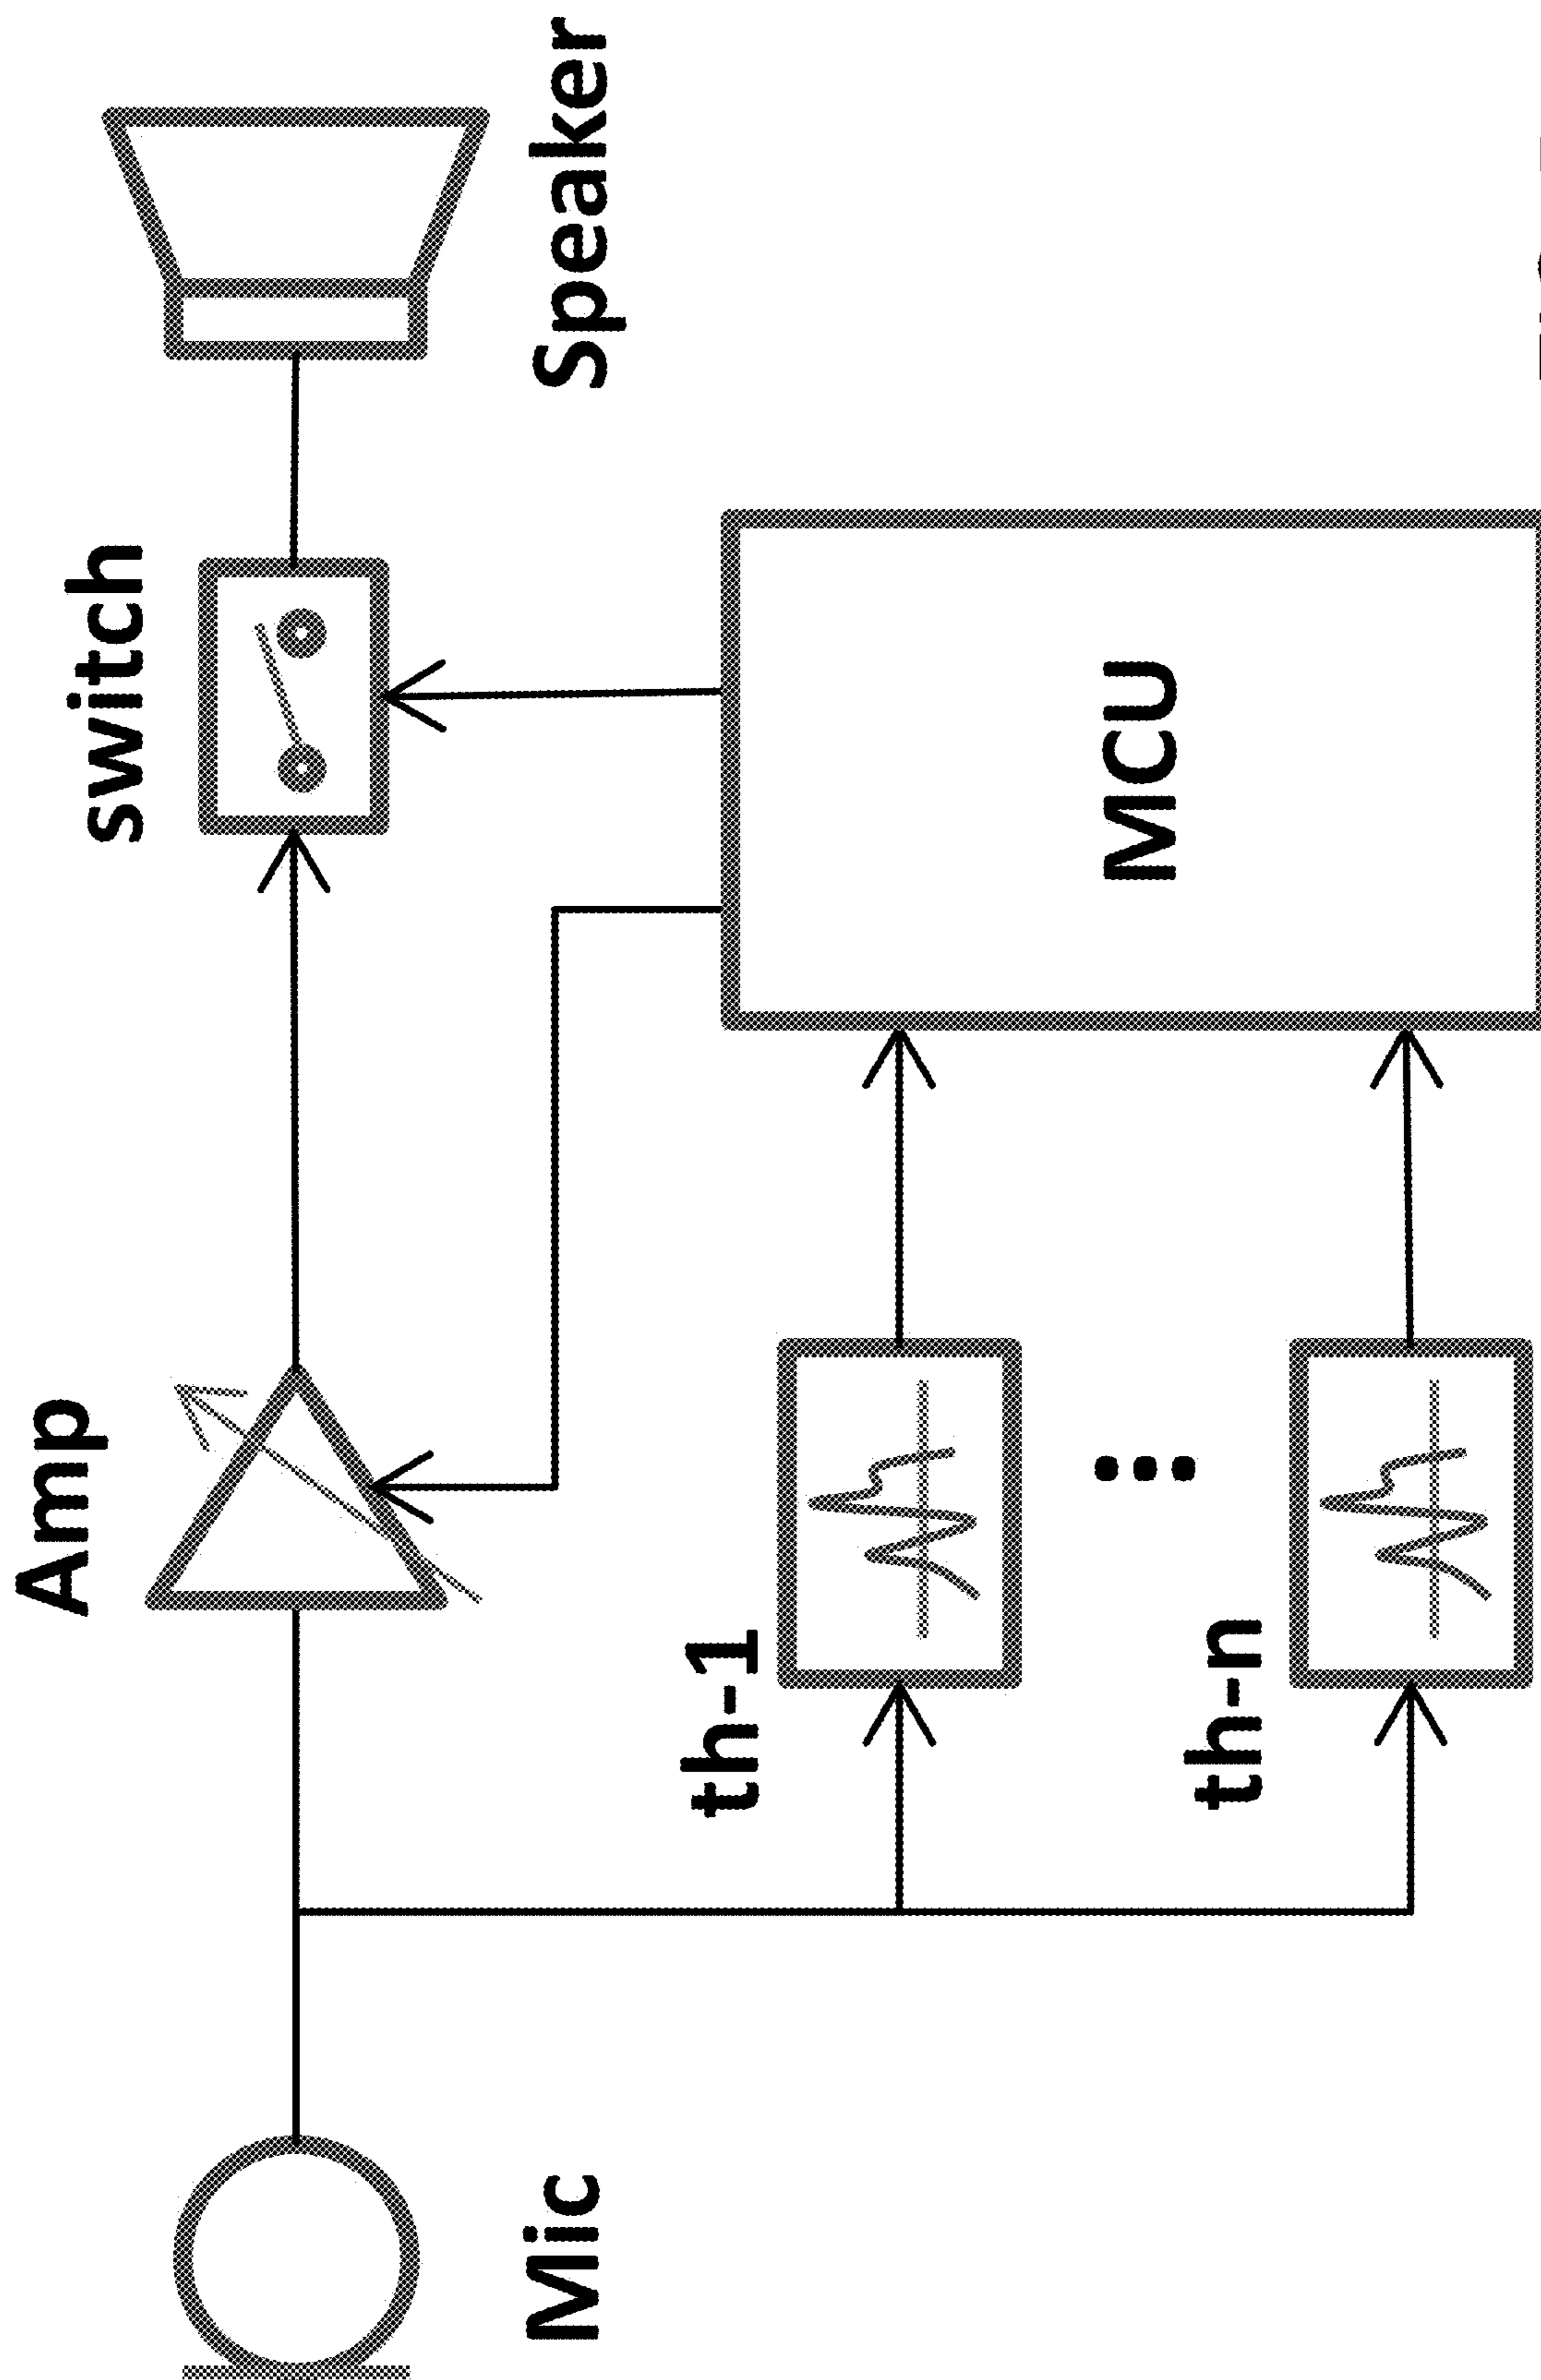 Amp
switch
Mic
Speaker
th-1
th-n
MCU